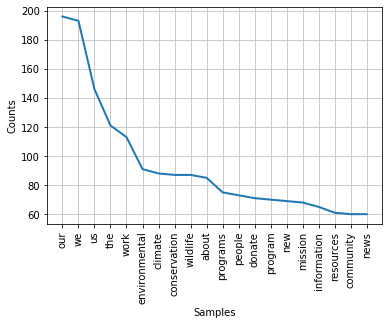 200
180
160
140
120
100
80
60
Counts
our
we
us
the
work
environmental
climate
conservation
wildlife
about
programs
people
donate
program
new
mission
information
resources
community
news
Samples